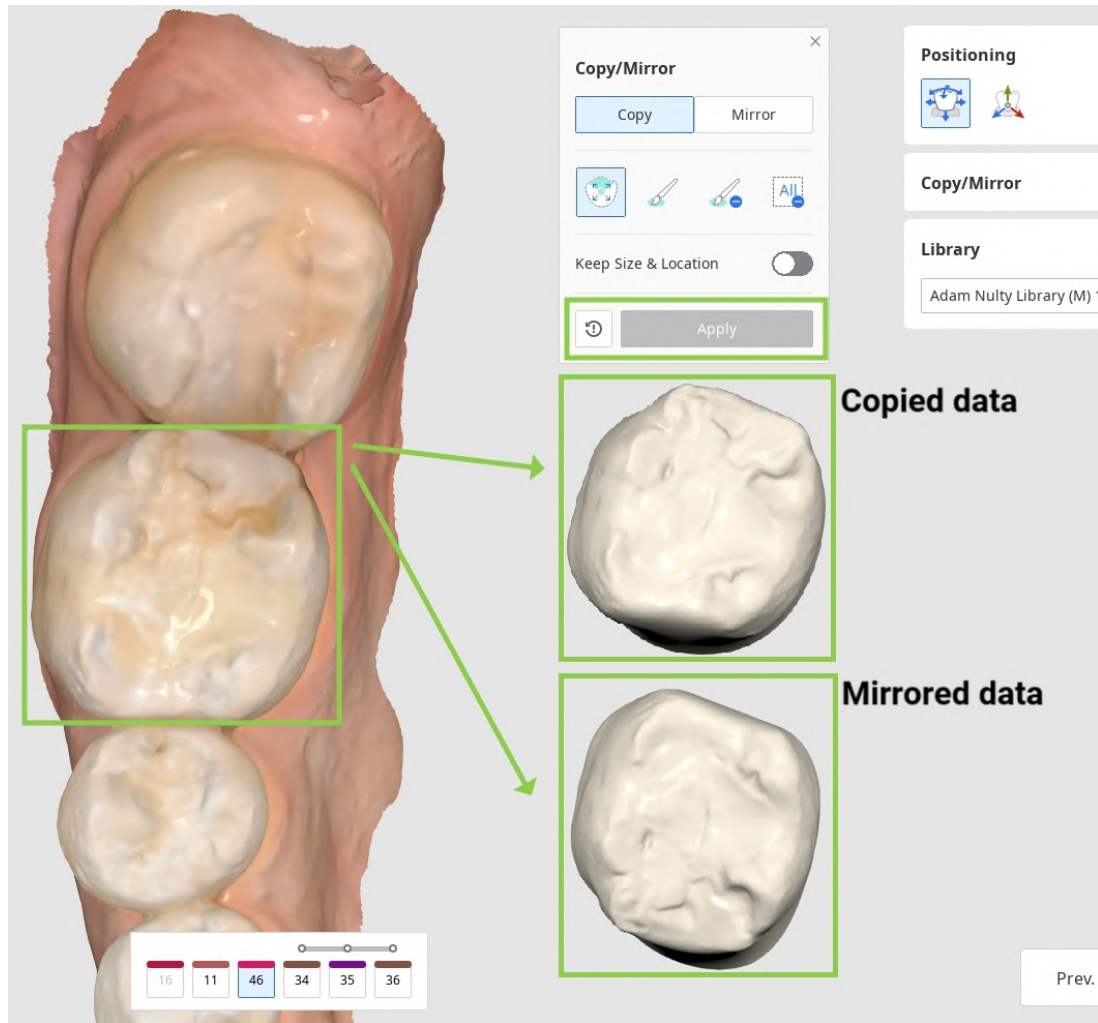 Copy/Mirror
Copy
Mirror
All
Keep Size & Location
Apply
Positioning
Copy/Mirror
Library
Adam Nulty Library (M)
Copied data
Mirrored data
16
11
46
34
35
36
Prev.